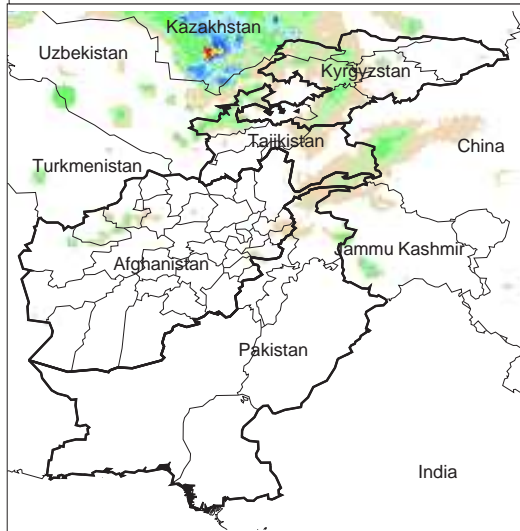 Kazakhstan
Uzbekistan
Kyrgyzstan
Tajikistan
China
Turkmenistan
Jammu Kashmir
Afghanistan
Pakistan
India